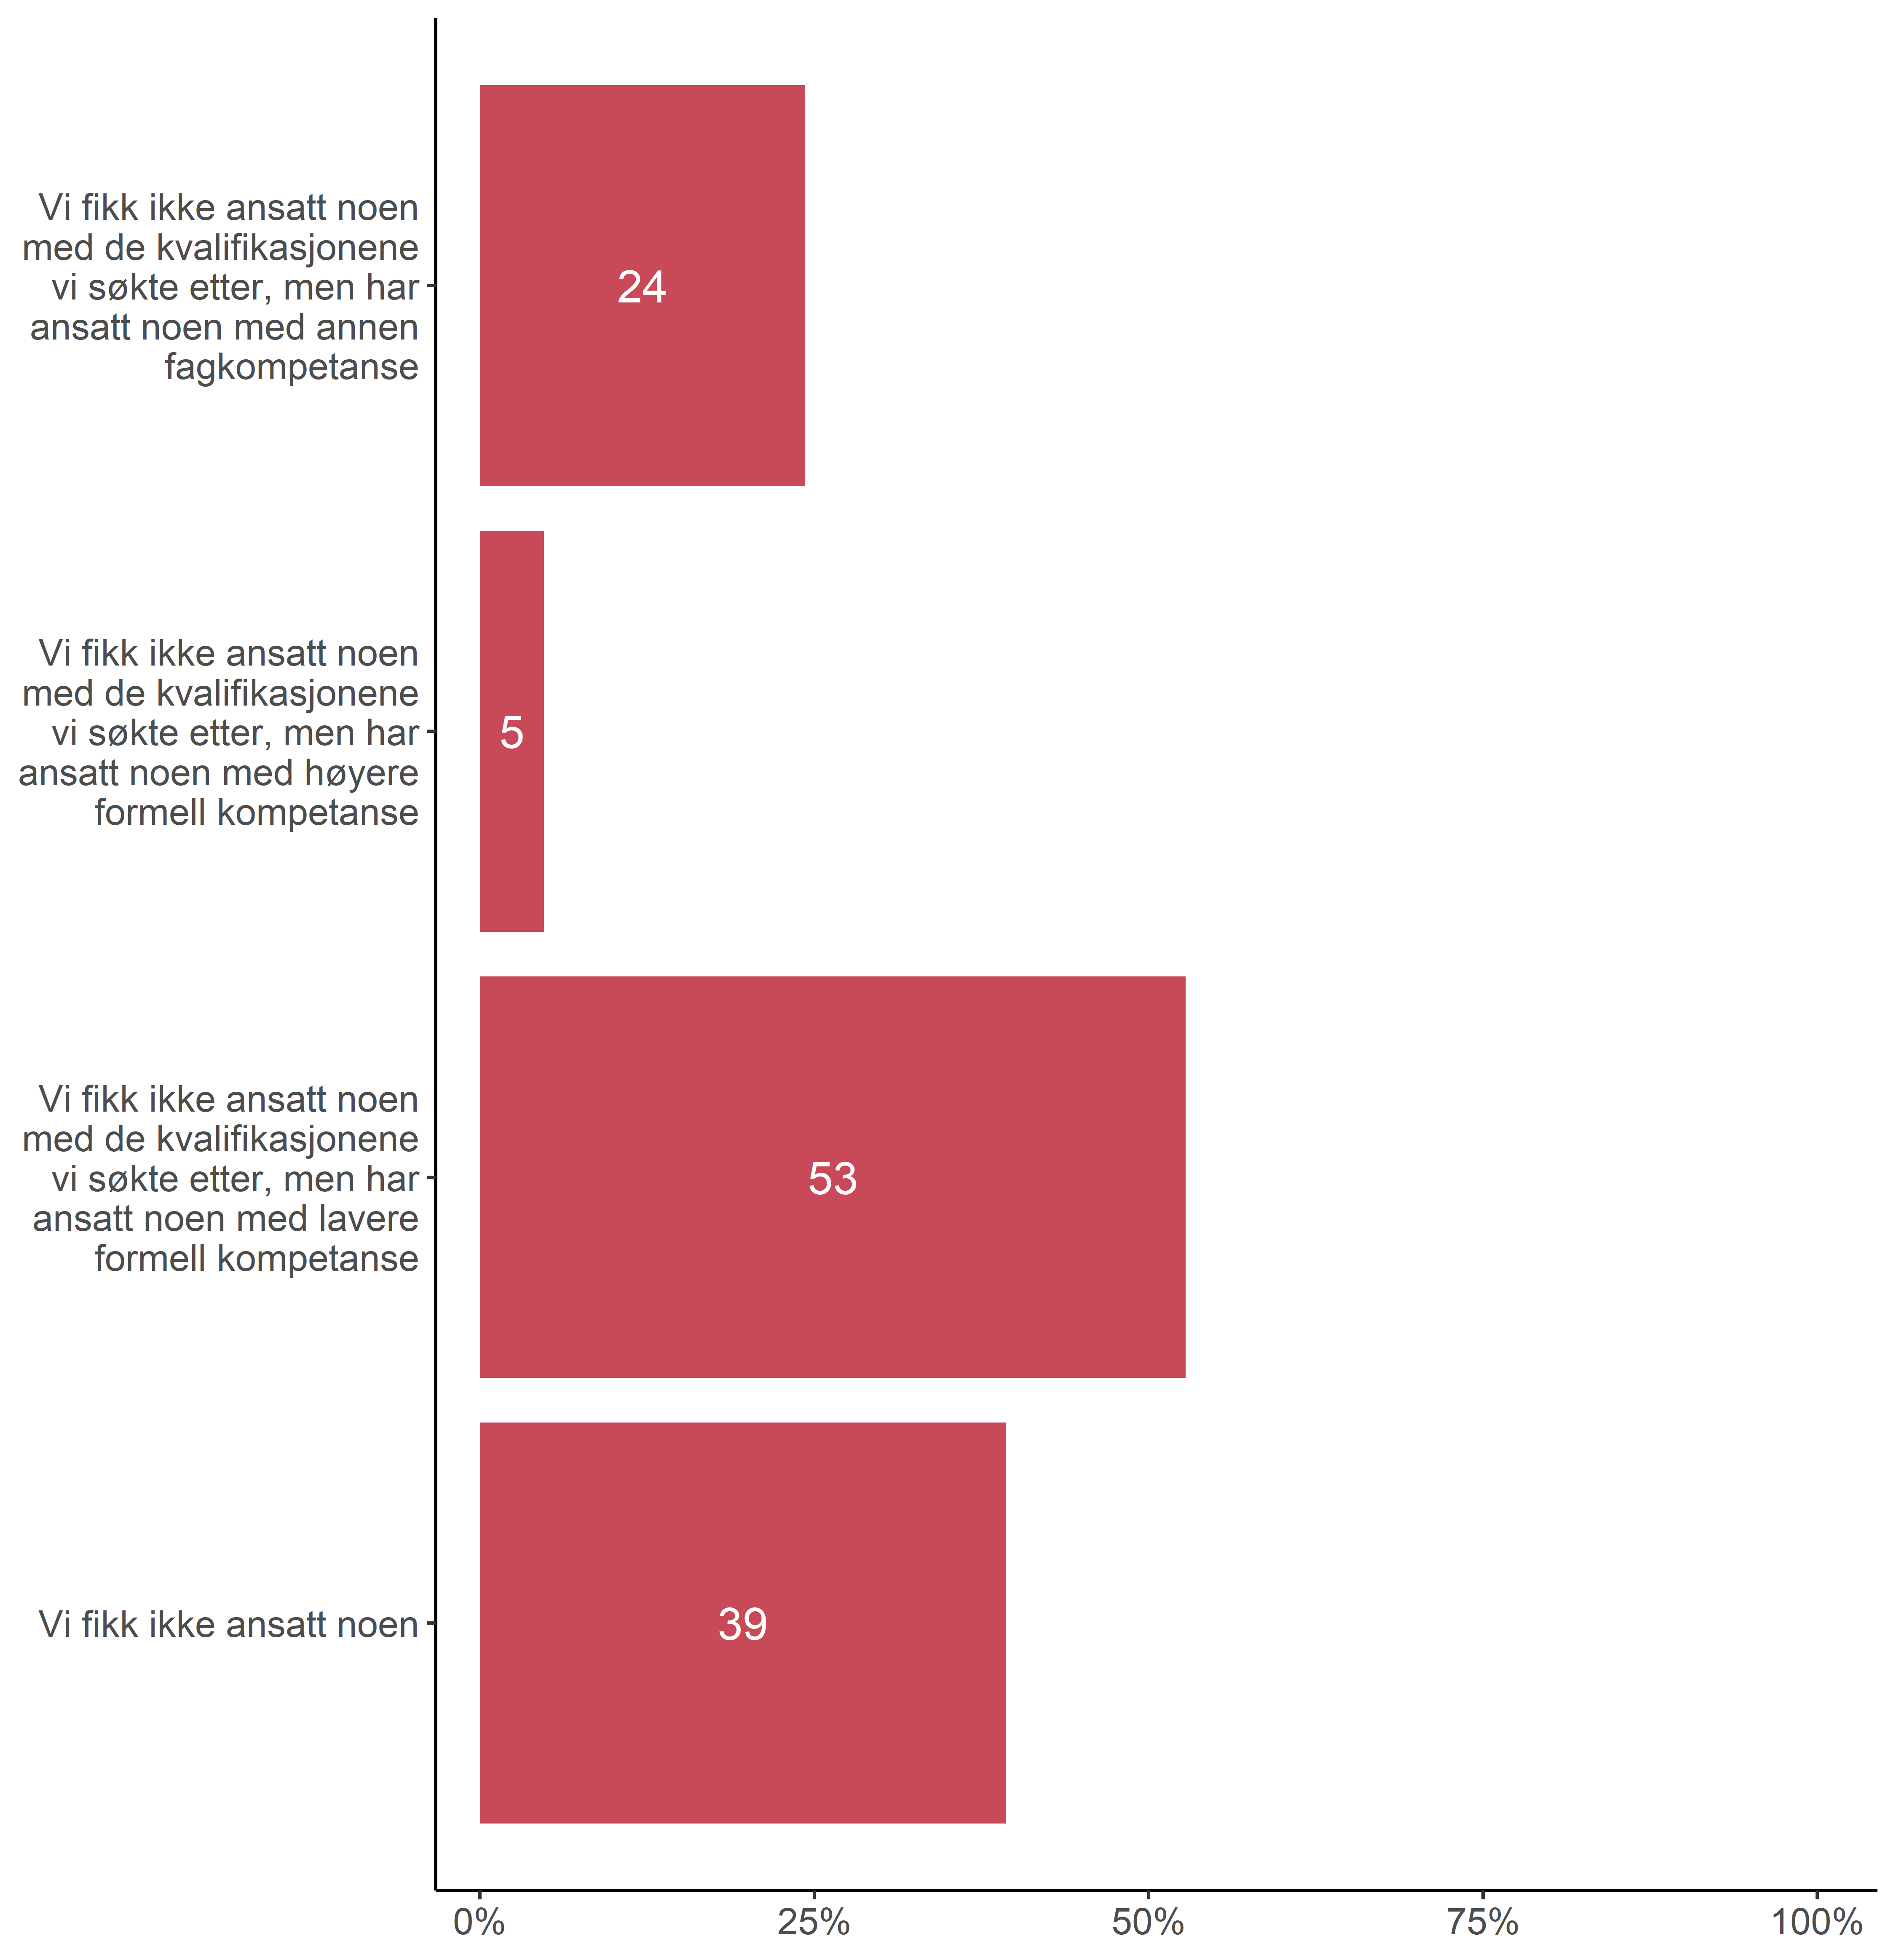 Vi fikk ikke ansatt noen
med de kvalifikasjonene
vi søkte etter, men har
ansatt noen med annen
fagkompetanse
24
Vi fikk ikke ansatt noen
med de kvalifikasjonene
vi søkte etter, men har
ansatt noen med høyere
formell kompetanse
5
Vi fikk ikke ansatt noen
med de kvalifikasjonene
vi søkte etter, men har
ansatt noen med lavere
formell kompetanse
53
Vi fikk ikke ansatt noen
39
0% 25% 50% 75% 100%